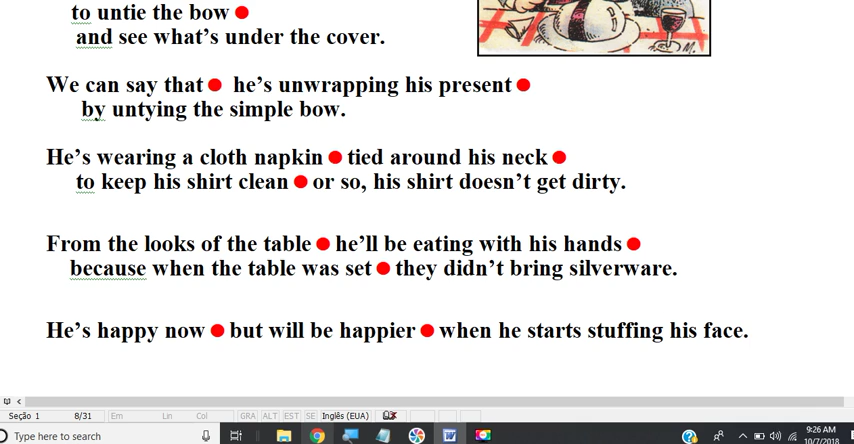 to untie the bow
and see what's under the cover.
We can say that he's unwrapping his present
by untying the simple bow.
He's wearing a cloth napkin tied around his neck
to keep his shirt clean or so, his shirt doesn't get dirty.
From the looks of the table he'll be eating with his hands
because when the table was set they didn't bring silverware.
He's happy now but will be happier when he starts stuffing his face.
Seção 1 8/31 Em Lin Col GRA ALT EST SE Inglês (EUA)
Type here to search
9:26 AM
10/7/2018